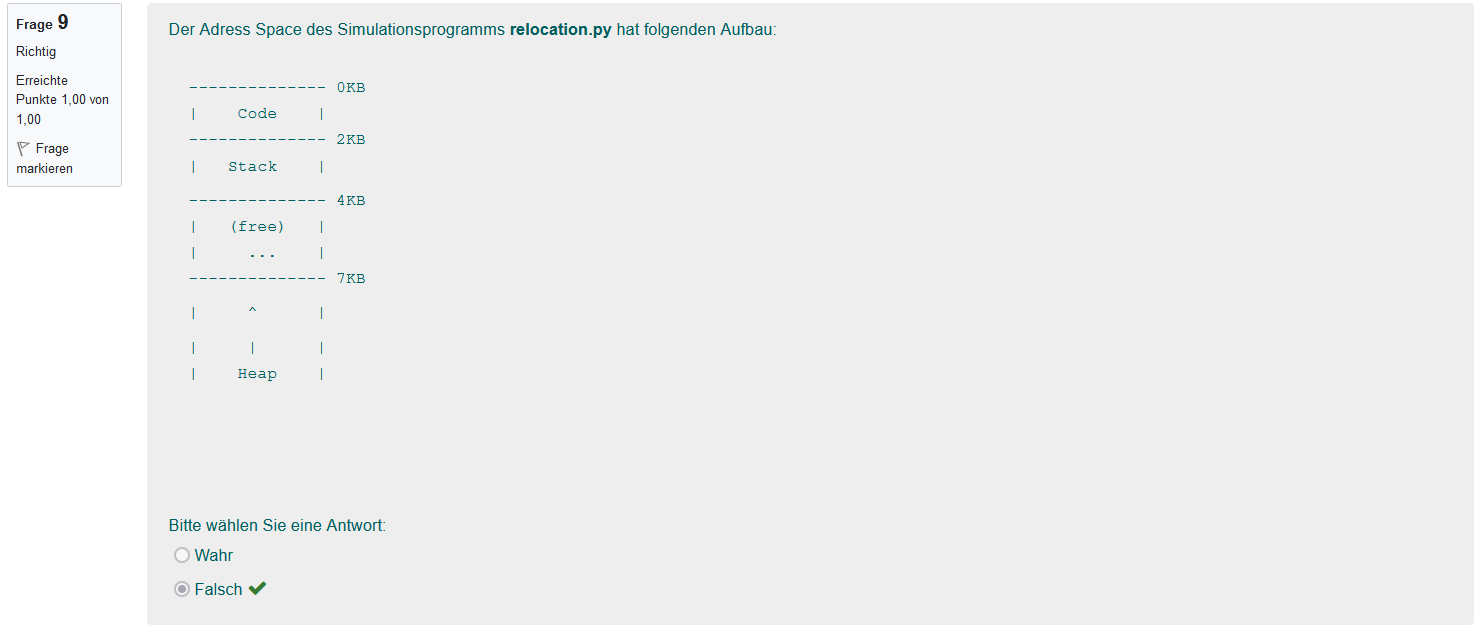 Frage 9
Richtig
Erreichte
Punkte 1,00 von
1,00
Frage
markieren
Der Adress Space des Simulationsprogramms relocation.py hat folgenden Aufbau:
-------------- 0KB
|    Code    |
-------------- 2KB
|   Stack    |
-------------- 4KB
|   (free)   |
|     ...    |
-------------- 7KB
|     ^      |
|     |      |
|    Heap    |
Bitte wählen Sie eine Antwort:
Wahr
Falsch